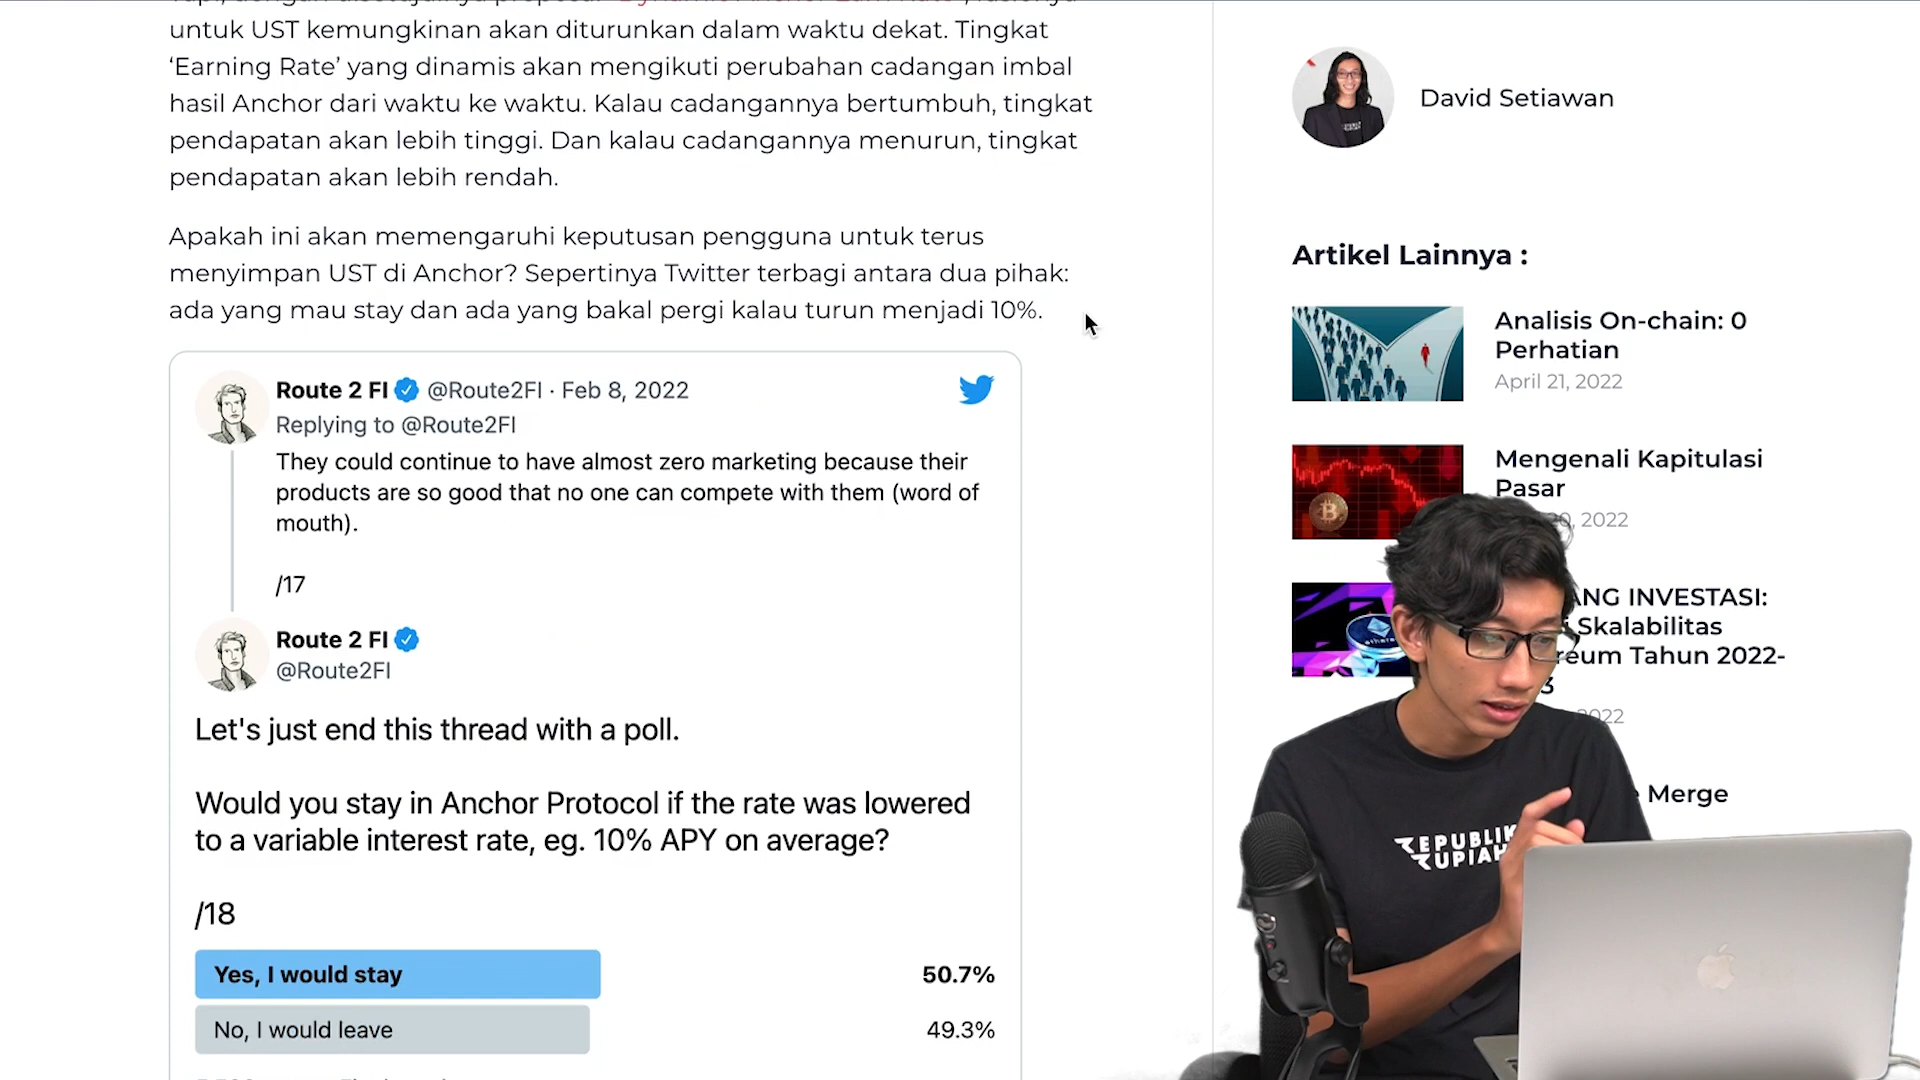 untuk UST kemungkinan akan diturunkan dalam waktu dekat. Tingkat
‘Earning Rate’ yang dinamis akan mengikuti perubahan cadangan imbal
hasil Anchor dari waktu ke waktu. Kalau cadangannya bertumbuh, tingkat
pendapatan akan lebih tinggi. Dan kalau cadangannya menurun, tingkat
pendapatan akan lebih rendah.
Apakah ini akan memengaruhi keputusan pengguna untuk terus
menyimpan UST di Anchor? Sepertinya Twitter terbagi antara dua pihak:
ada yang mau stay dan ada yang bakal pergi kalau turun menjadi 10%.
Route 2 FI @Route2FI · Feb 8, 2022
Replying to @Route2FI
They could continue to have almost zero marketing because their
products are so good that no one can compete with them (word of
mouth).
/17
Route 2 FI
@Route2FI
Let's just end this thread with a poll.
Would you stay in Anchor Protocol if the rate was lowered
to a variable interest rate, eg. 10% APY on average?
/18
Yes, I would stay 50.7%
No, I would leave 49.3%
David Setiawan
Artikel Lainnya :
Analisis On-chain: 0
Perhatian
April 21, 2022
Mengenali Kapitulasi
Pasar
2022
INVESTASI:
Skalabilitas
Tahun 2022-
2022
Merge
REPUBLIK
RUPIAH